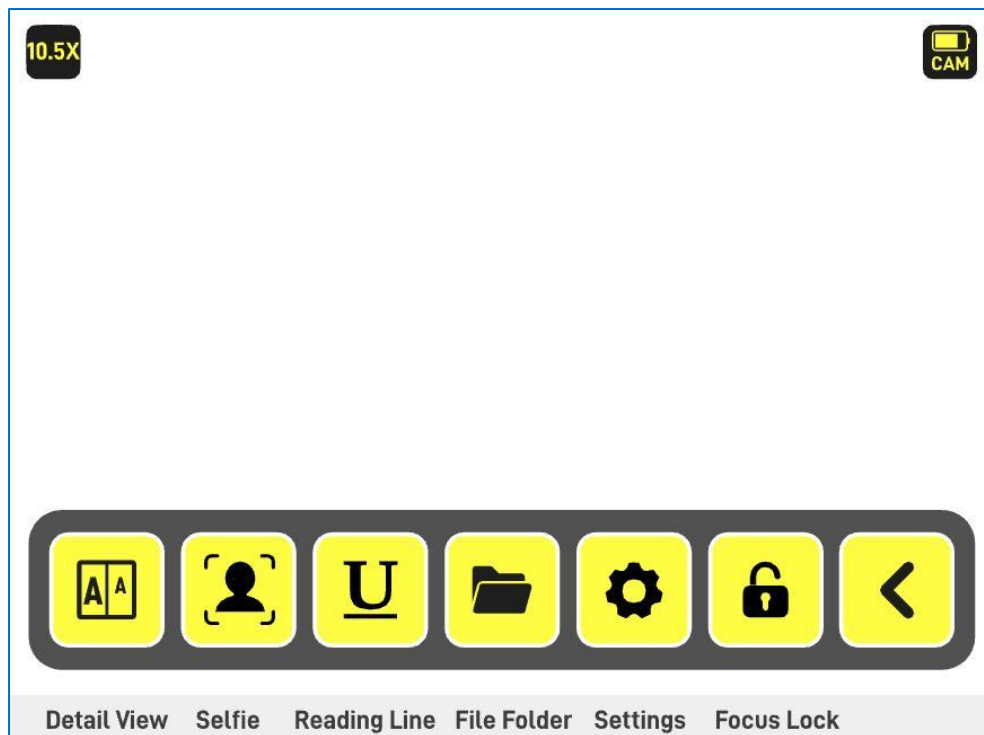 10.5X
CAM
A A U
Detail View Selfie Reading Line File Folder Settings Focus Lock